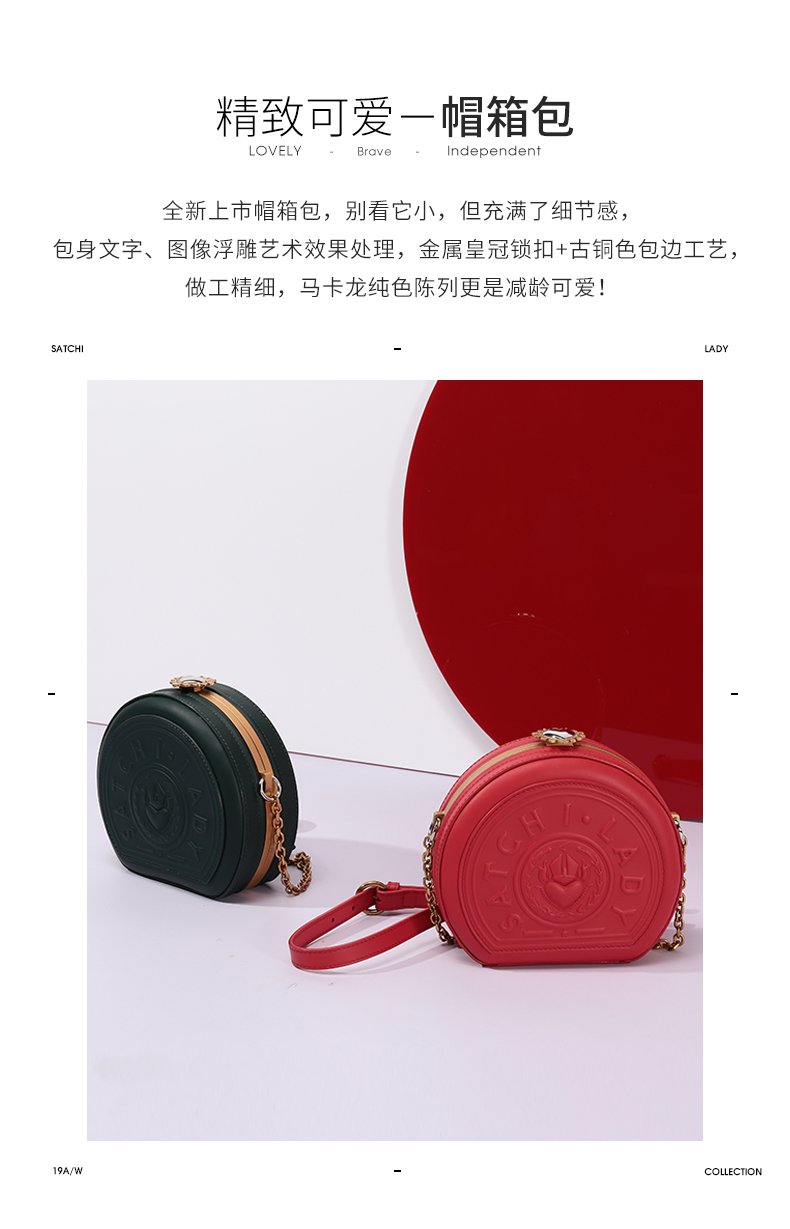 精致可爱—帽箱包
LOVELY - Brave - Independent
全新上市帽箱包，别看它小，但充满了细节感，
包身文字、图像浮雕艺术效果处理，金属皇冠锁扣+古铜色包边工艺，
做工精细，马卡龙纯色陈列更是减龄可爱！
SATCHI - LADY
SATCHI·LADY
SATCHI·LADY
19A/W - COLLECTION